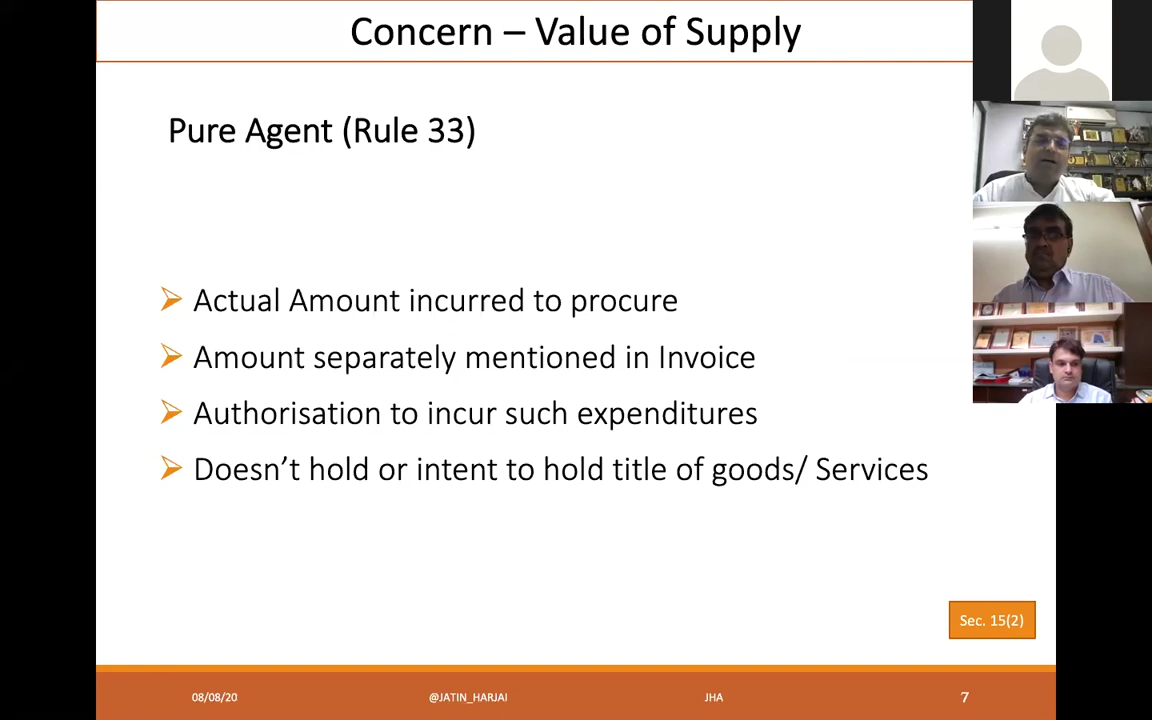 Concern – Value of Supply
Pure Agent (Rule 33)
Actual Amount incurred to procure
Amount separately mentioned in Invoice
Authorisation to incur such expenditures
Doesn't hold or intent to hold title of goods/ Services
Sec. 15(2)
08/08/20
@JATIN_HARJAI
JHA
7